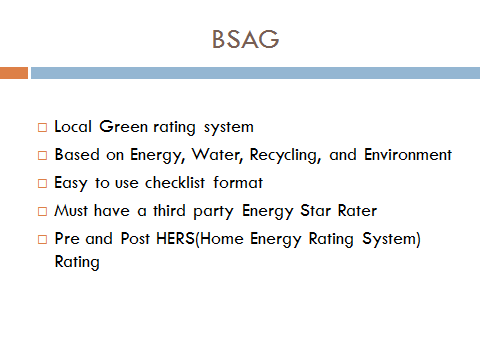 BSAG
Local Green rating system
Based on Energy, Water, Recycling, and Environment
Easy to use checklist format
Must have a third party Energy Star Rater
Pre and Post HERS(Home Energy Rating System)
Rating